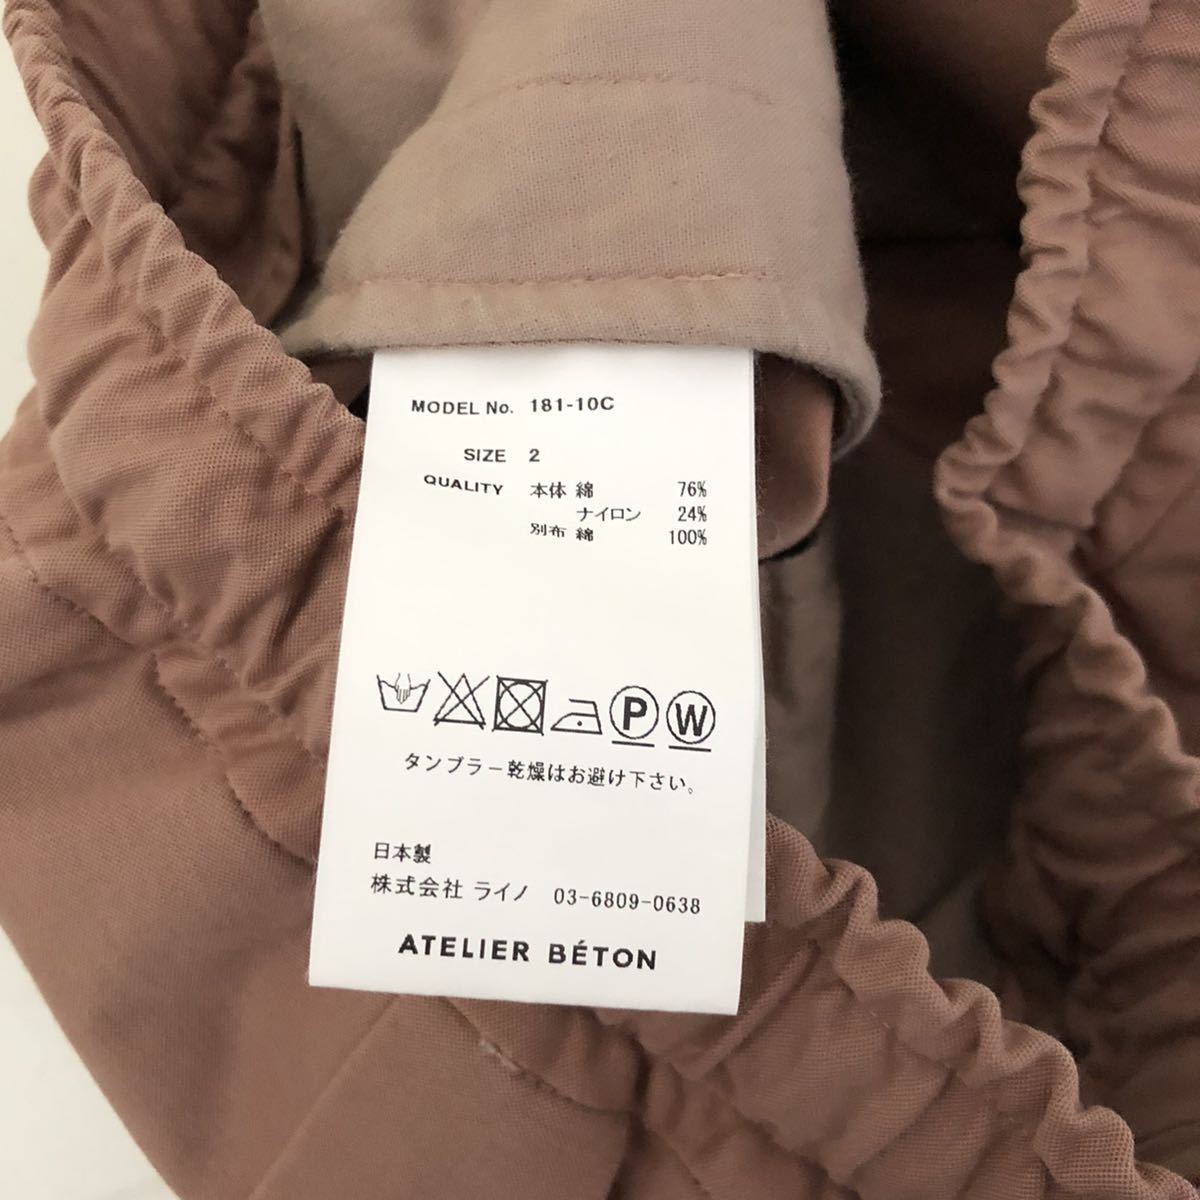 MODEL No. 181-10C
SIZE 2
QUALITY 本体 綿 76%
ナイロン 24%
別布 綿 100%
P W
タンブラー乾燥はお避け下さい。
日本製
株式会社 ライノ 03-6809-0638
ATELIER BÉTON